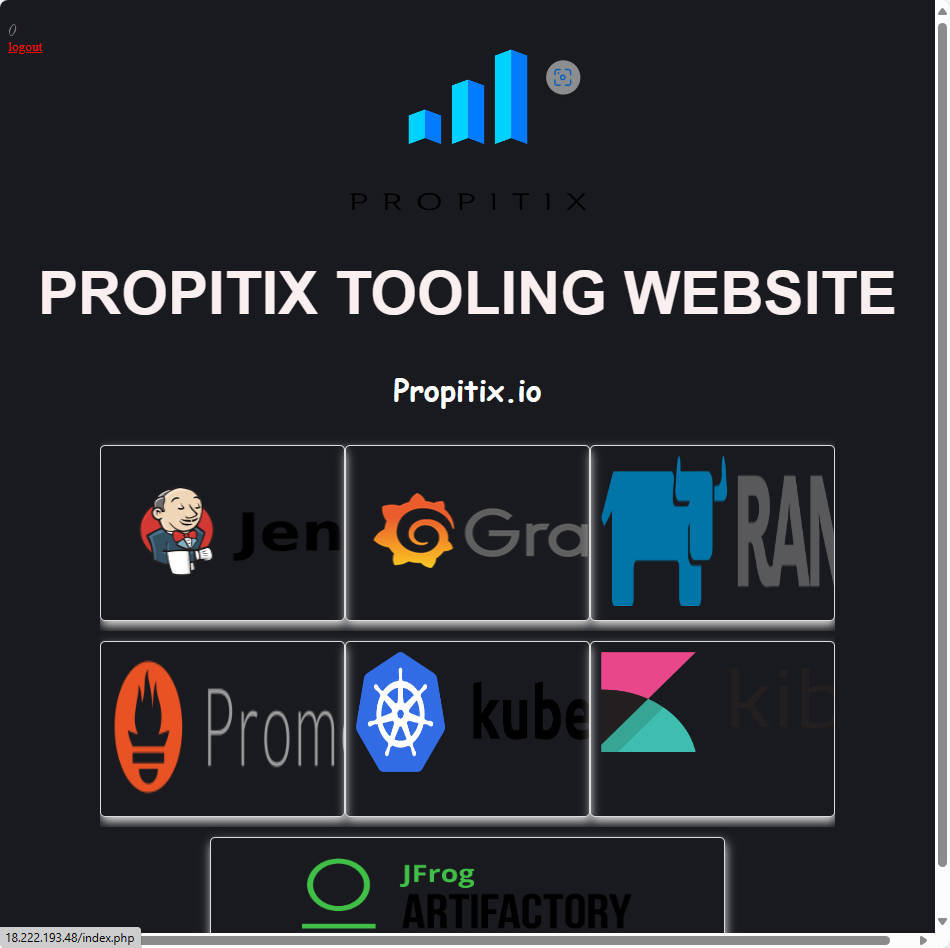 ()
logout
PROPITIX
PROPITIX TOOLING WEBSITE
Propitix.io
Jen
Gra
RAN
Prom
kube
kib
JFrog
ARTIFACTORY
18.222.193.48/index.php